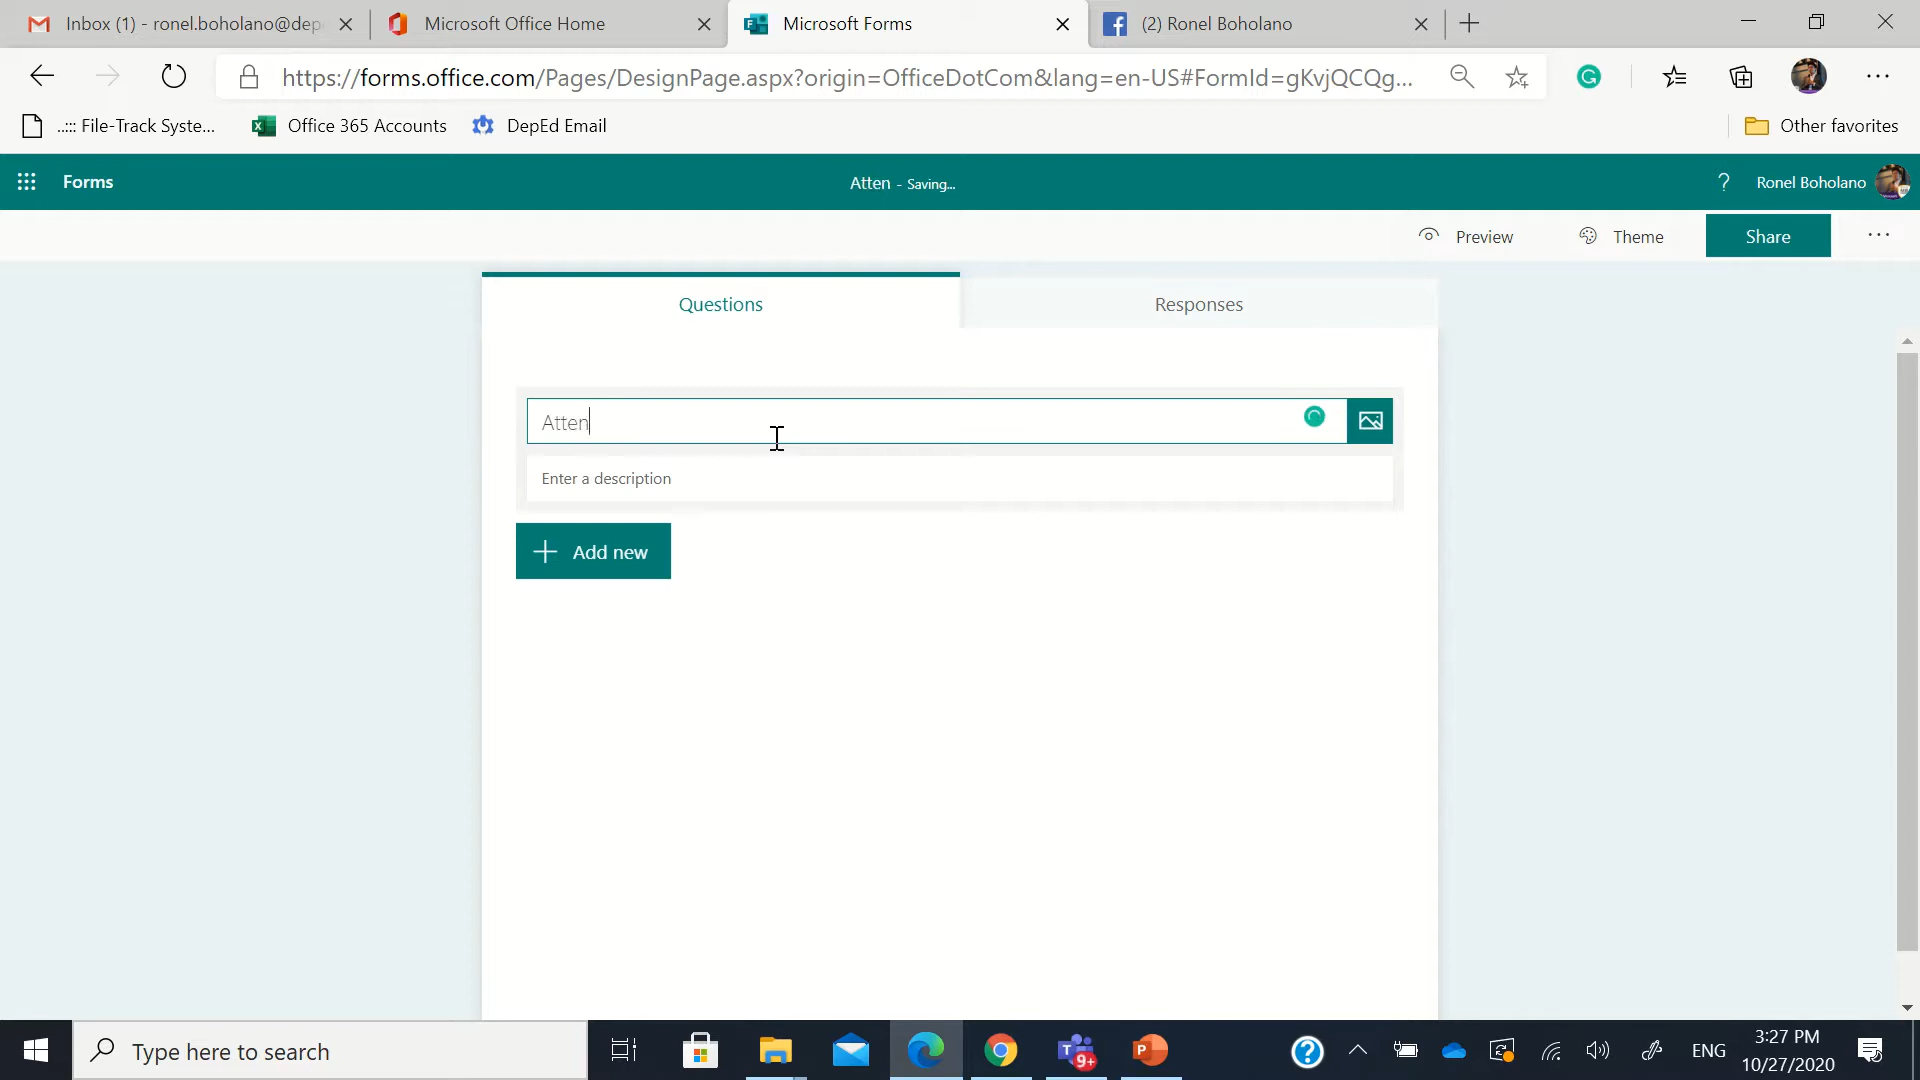 Inbox (1) - ronel.boholano@dep
Microsoft Office Home
Microsoft Forms
(2) Ronel Boholano
https://forms.office.com/Pages/DesignPage.aspx?origin=OfficeDotCom&lang=en-US#FormId=gKvjQCQg...
..::: File-Track Syste...
Office 365 Accounts
DepEd Email
Other favorites
Forms
Atten - Saving...
?
Ronel Boholano
Preview
Theme
Share
Questions
Responses
Atten
Enter a description
Add new
Type here to search
9+
ENG
3:27 PM
10/27/2020